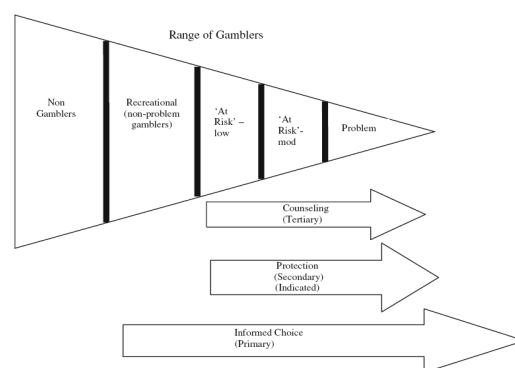 Range of Gamblers
Non
Gamblers
Recreational
(non-problem
gamblers)
‘At
Risk’ –
low
‘At
Risk’-
mod
Problem
Counseling
(Tertiary)
Protection
(Secondary)
(Indicated)
Informed Choice
(Primary)